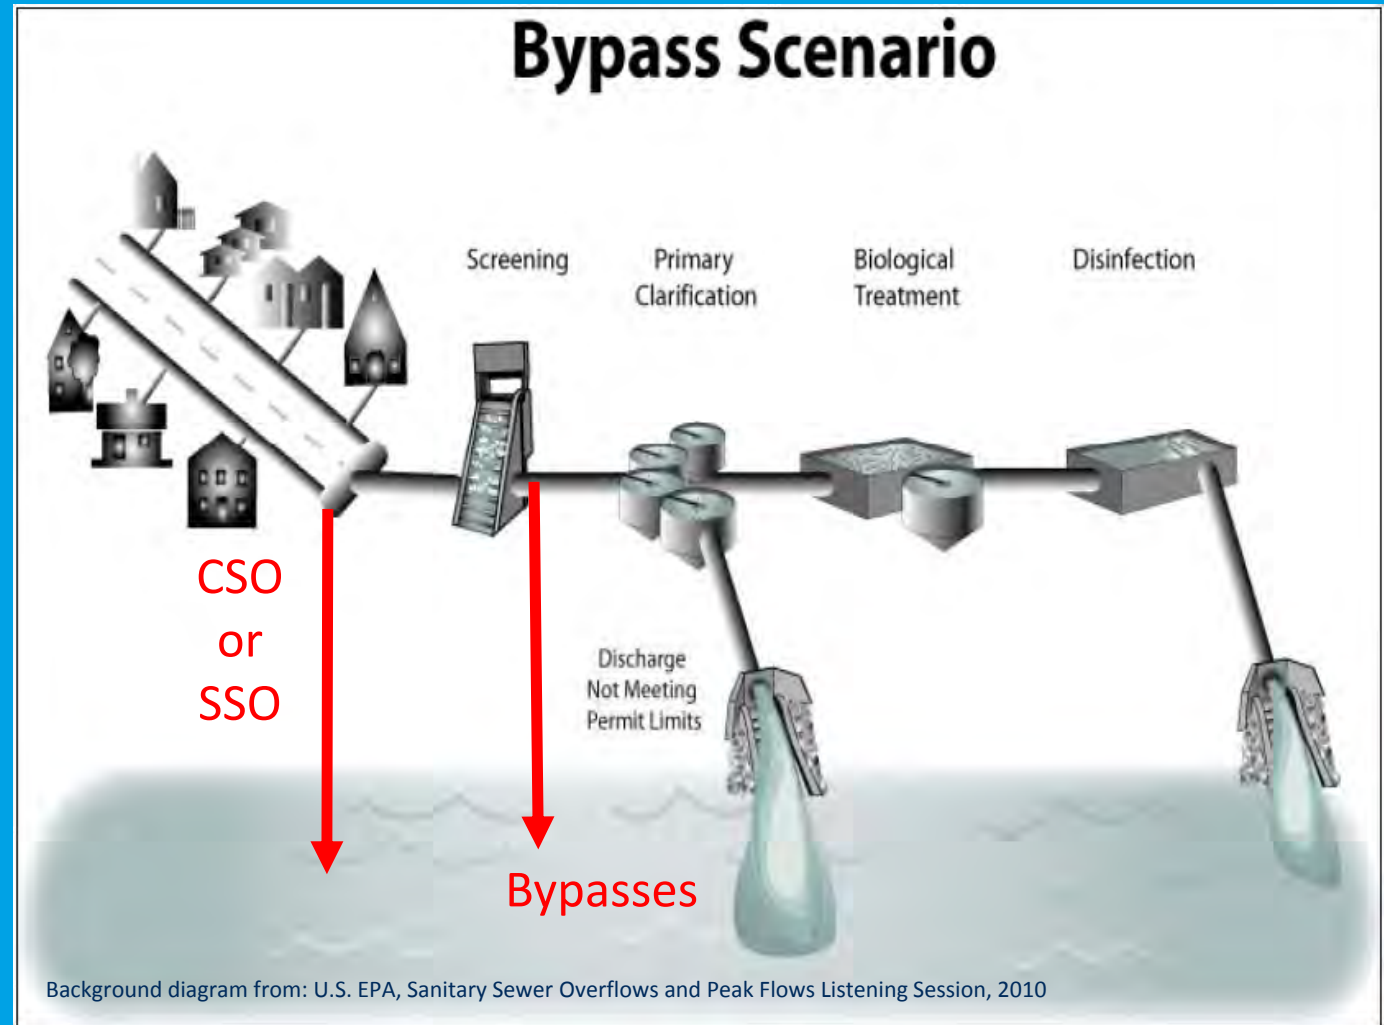 Bypass Scenario
Screening
Primary
Clarification
Biological
Treatment
Disinfection
CSO
or
SSO
Discharge
Not Meeting
Permit Limits
Bypasses
Background diagram from: U.S. EPA, Sanitary Sewer Overflows and Peak Flows Listening Session, 2010